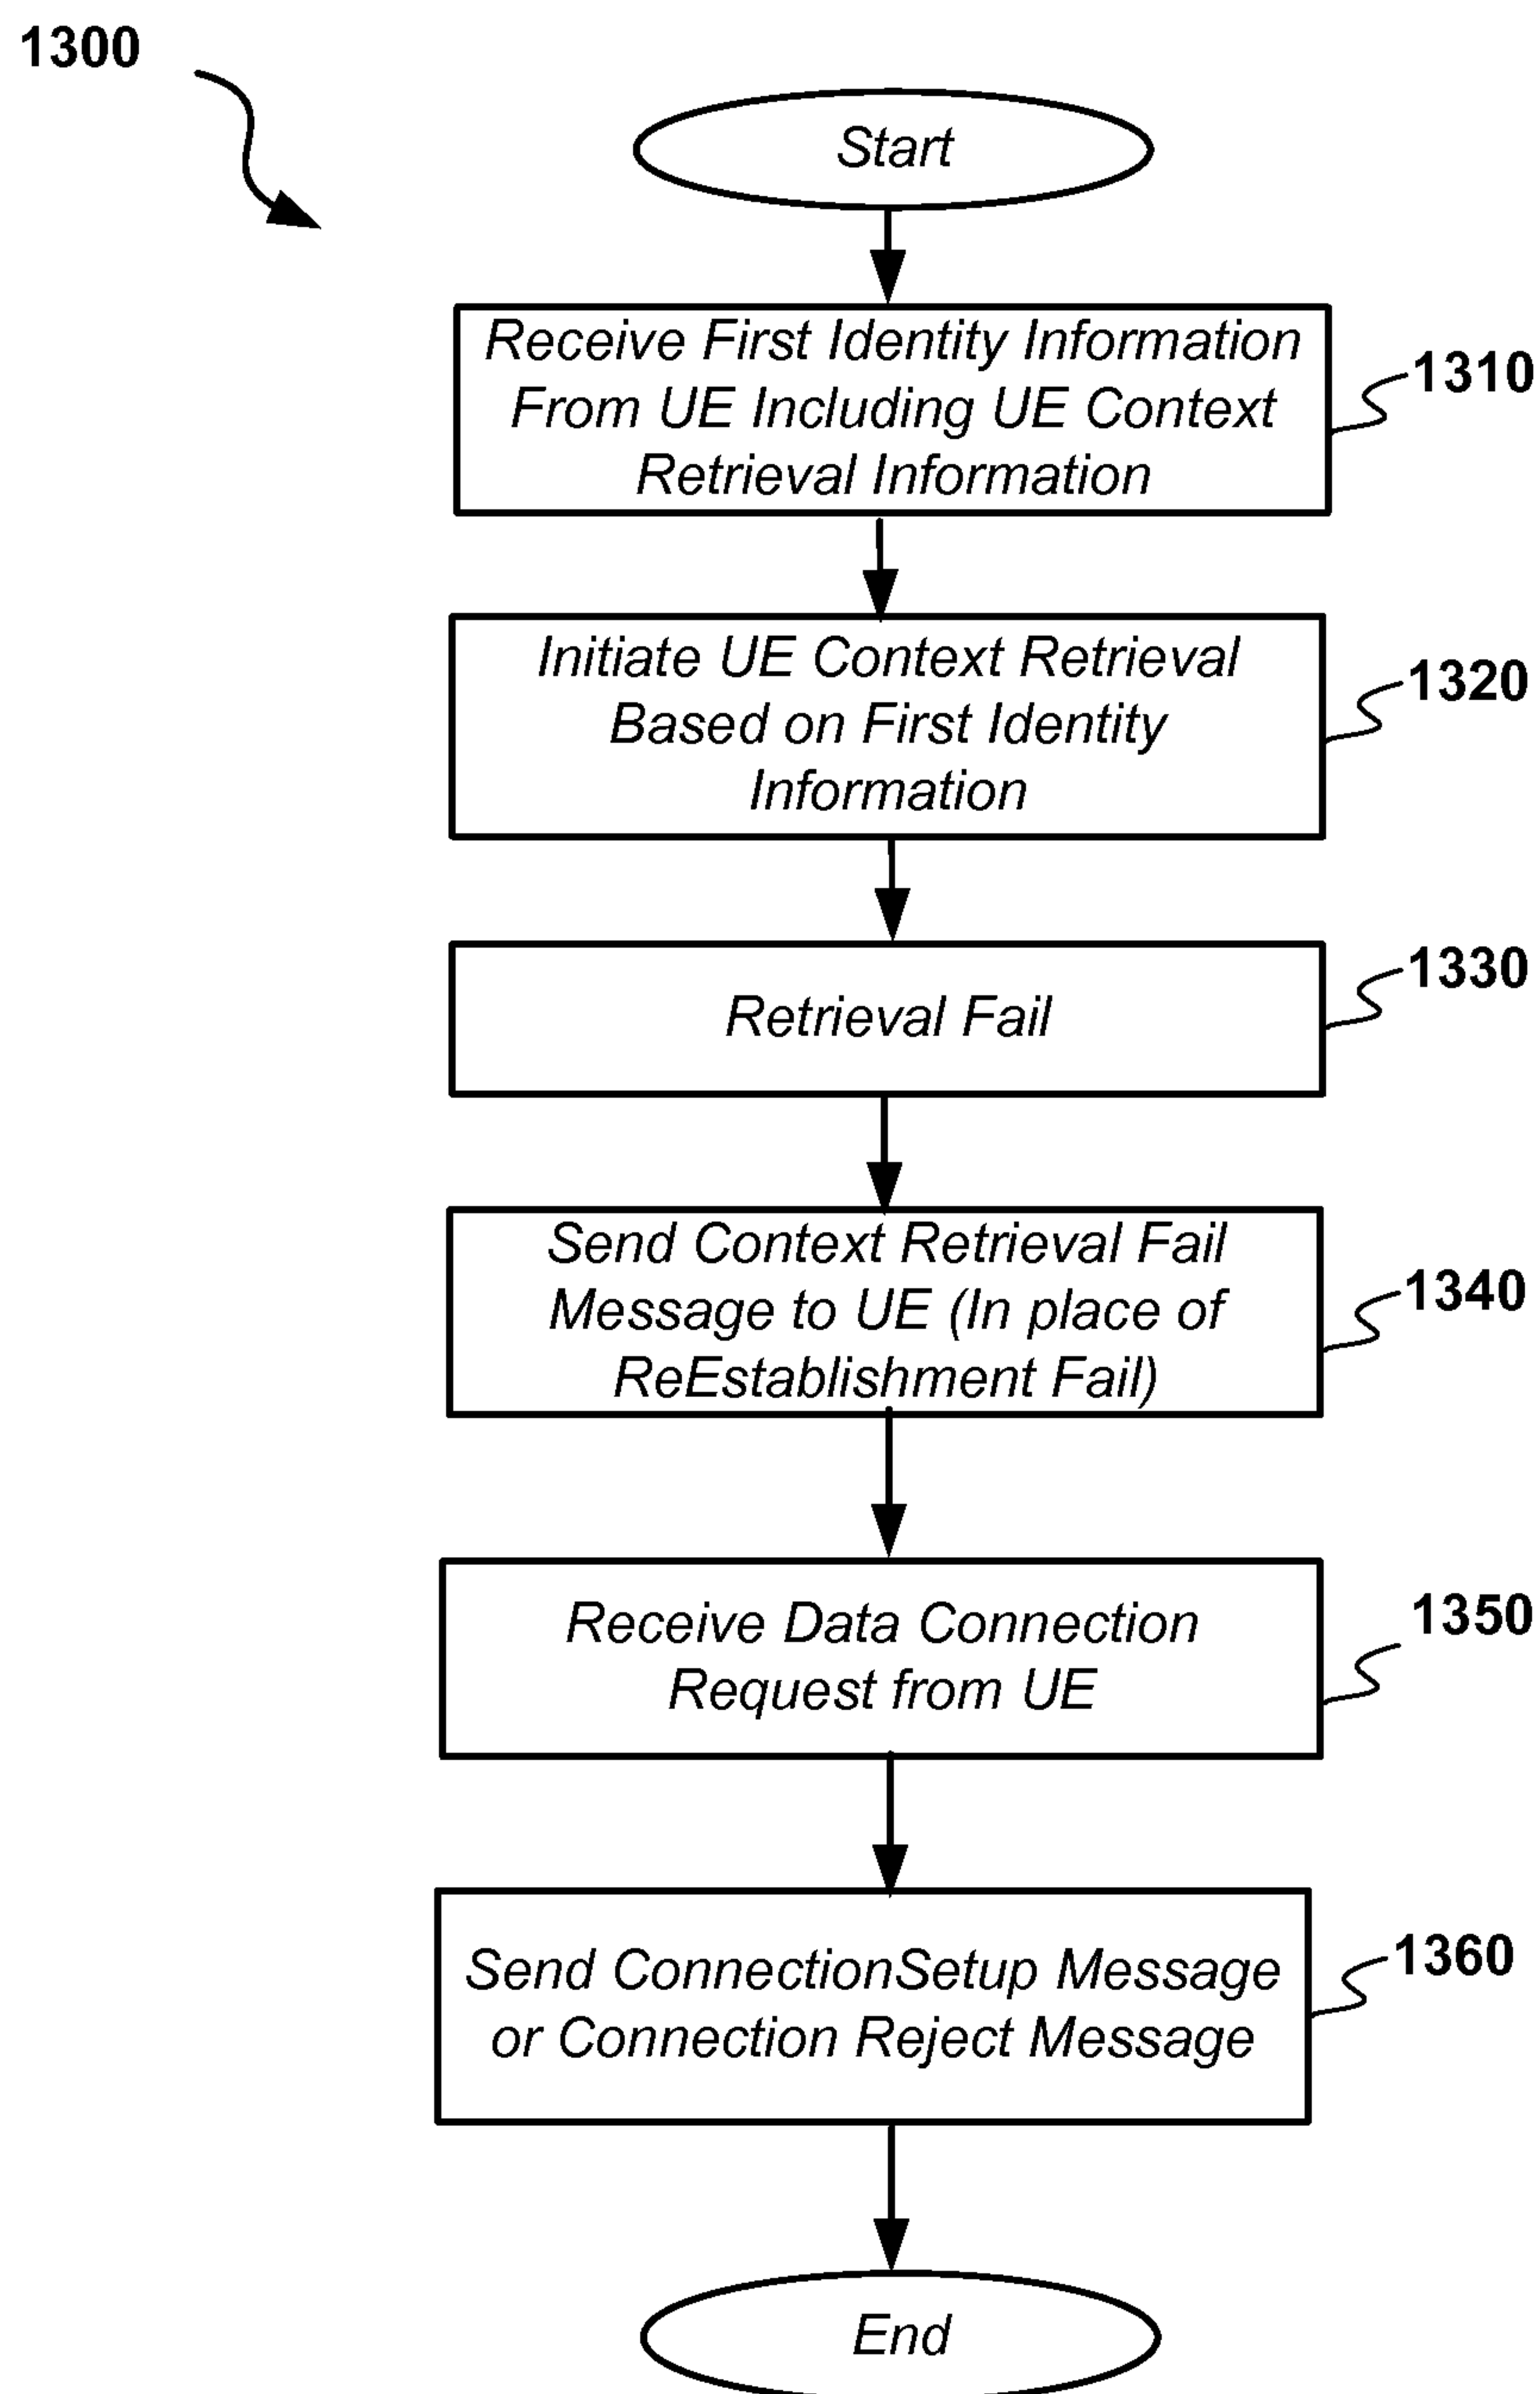 1300
Start
Receive First Identity Information
From UE Including UE Context
Retrieval Information
1310
Initiate UE Context Retrieval
Based on First Identity
Information
1320
Retrieval Fail
1330
Send Context Retrieval Fail
Message to UE (In place of
ReEstablishment Fail)
1340
Receive Data Connection
Request from UE
1350
Send ConnectionSetup Message
or Connection Reject Message
1360
End